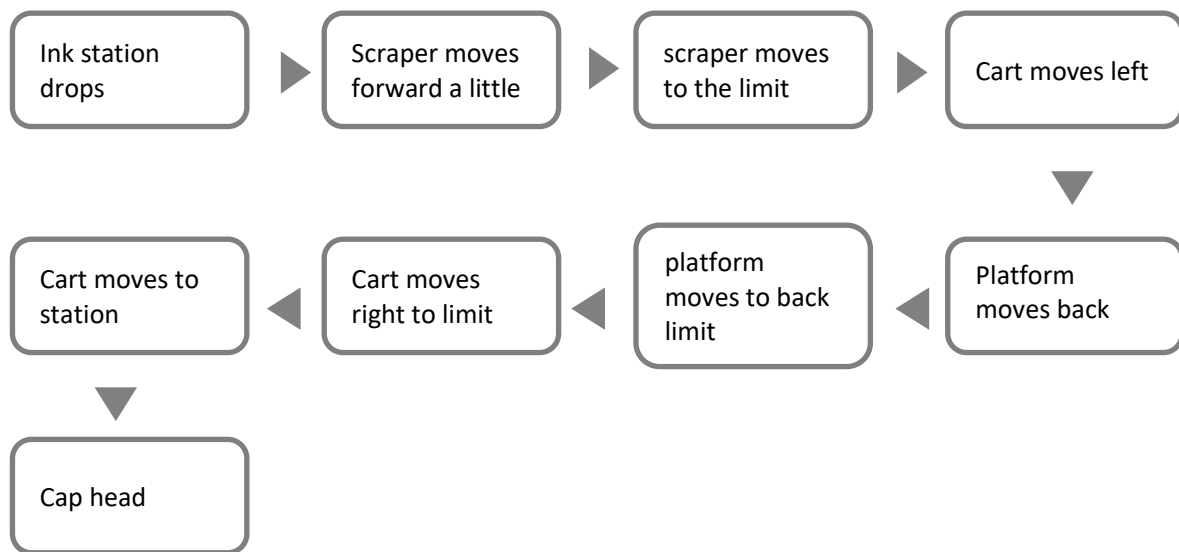 Ink station
drops
Scraper moves
forward a little
scraper moves
to the limit
Cart moves left
Platform
moves back
platform
moves to back
limit
Cart moves
right to limit
Cart moves to
station
Cap head